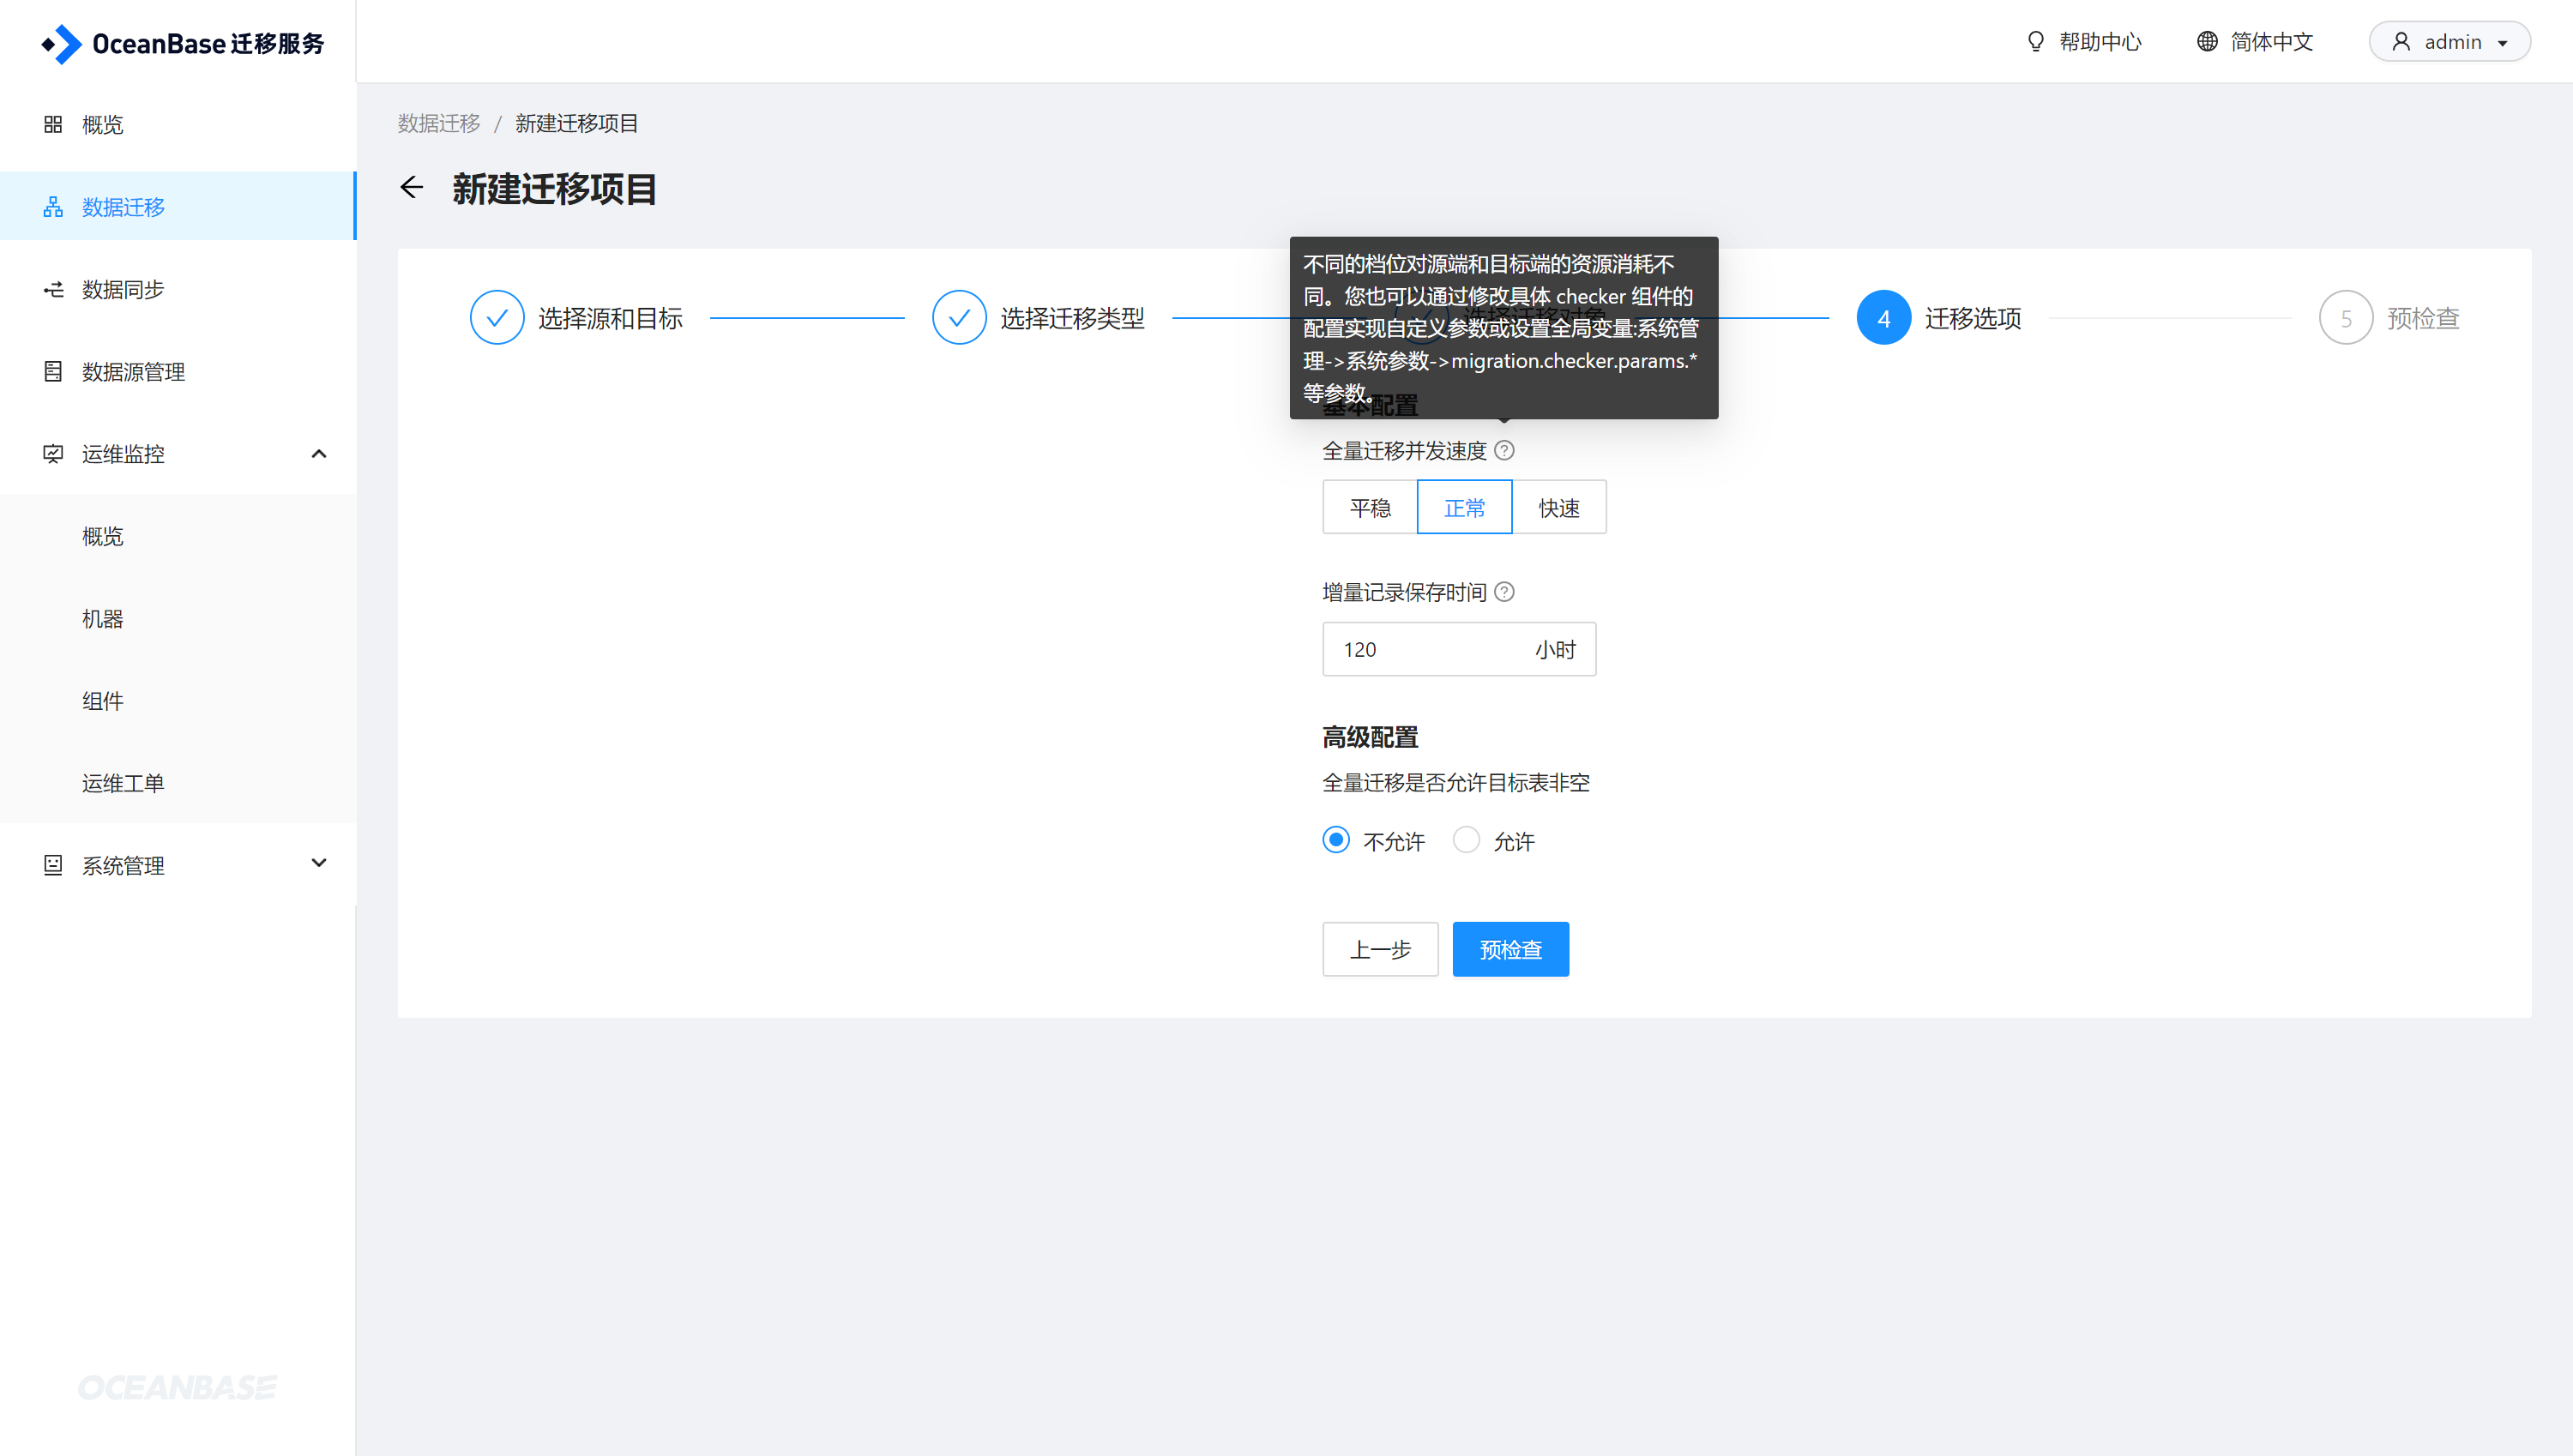 OceanBase 迁移服务
帮助中心
简体中文
admin
概览
数据迁移
数据同步
数据源管理
运维监控
概览
机器
组件
运维工单
系统管理
OCEANBASE
数据迁移 / 新建迁移项目
新建迁移项目
选择源和目标
选择迁移类型
选择迁移对象
4 迁移选项
5 预检查
不同的档位对源端和目标端的资源消耗不
同。您也可以通过修改具体 checker 组件的
配置实现自定义参数或设置全局变量:系统管
理->系统参数->migration.checker.params.*
等参数。
基本配置
全量迁移并发速度
平稳 正常 快速
增量记录保存时间
120 小时
高级配置
全量迁移是否允许目标表非空
不允许 允许
上一步 预检查